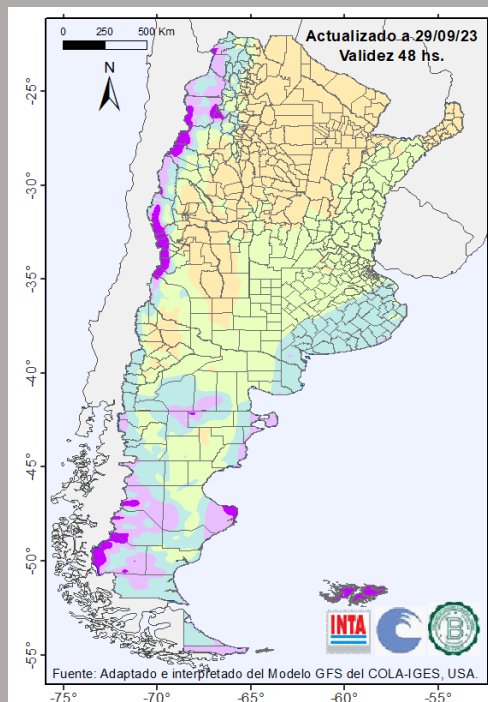 0 250 500 Km
Actualizado a 29/09/23
Validez 48 hs.
N
-25°
-30°
-35°
-40°
-45°
-50°
-55°
INTA
B
Fuente: Adaptado e interpretado del Modelo GFS del COLA-IGES, USA.
-75° -70° -65° -60° -55°